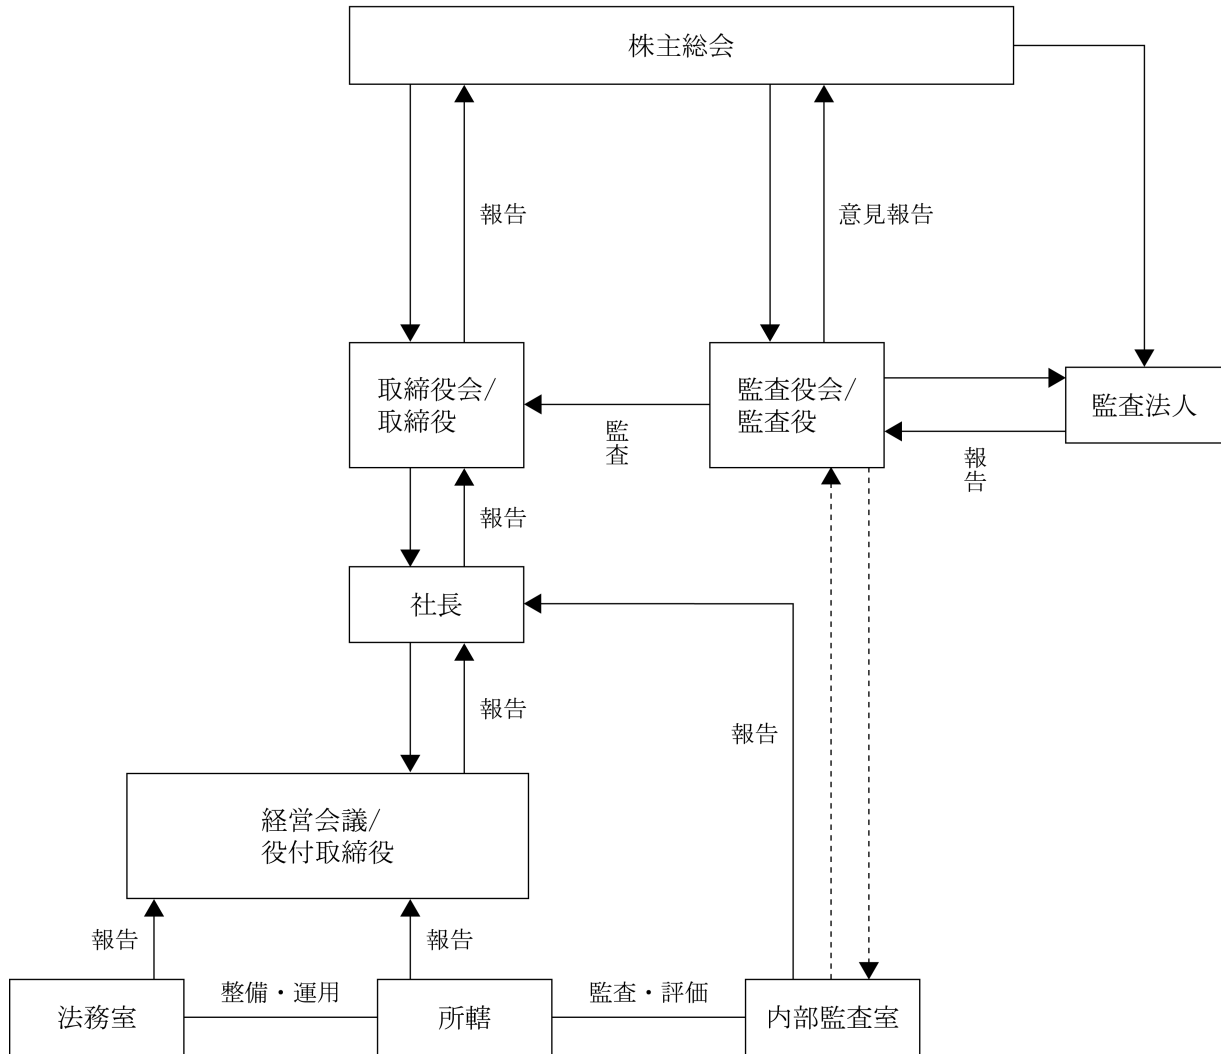 株主総会
報告
意見報告
取締役会/
取締役
監査
監査役会/
監査役
監査法人
報告
報告
社長
報告
報告
経営会議/
役付取締役
報告
報告
法務室
整備・運用
所轄
監査・評価
内部監査室